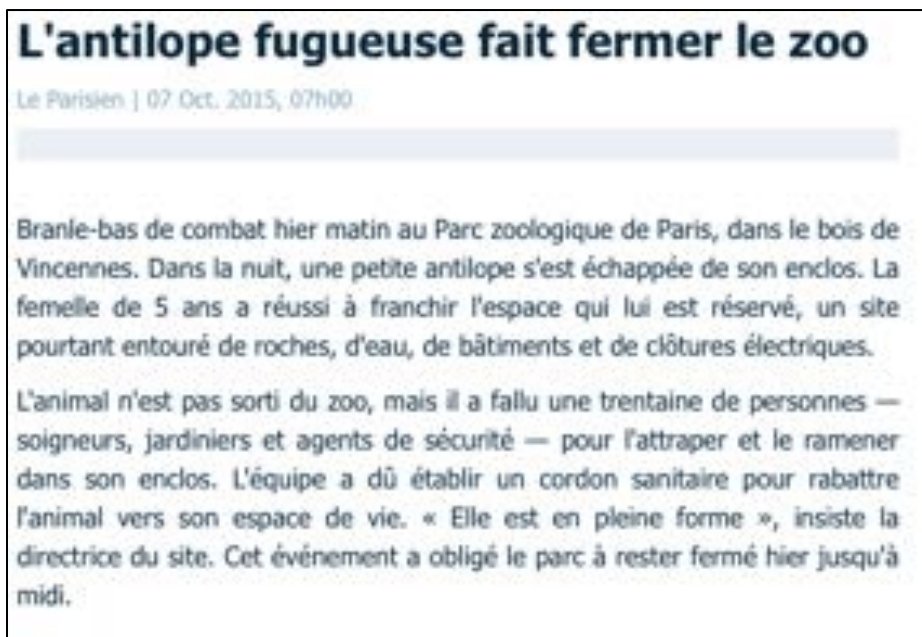 L'antilope fugueuse fait fermer le zoo
Le Parisien | 07 Oct. 2015, 07h00
Branle-bas de combat hier matin au Parc zoologique de Paris, dans le bois de
Vincennes. Dans la nuit, une petite antilope s'est échappée de son enclos. La
femelle de 5 ans a réussi à franchir l'espace qui lui est réservé, un site
pourtant entouré de roches, d'eau, de bâtiments et de clôtures électriques.
L'animal n'est pas sorti du zoo, mais il a fallu une trentaine de personnes —
soigneurs, jardiniers et agents de sécurité — pour l'attraper et le ramener
dans son enclos. L'équipe a dû établir un cordon sanitaire pour rabattre
l'animal vers son espace de vie. « Elle est en pleine forme », insiste la
directrice du site. Cet événement a obligé le parc à rester fermé hier jusqu'à
midi.